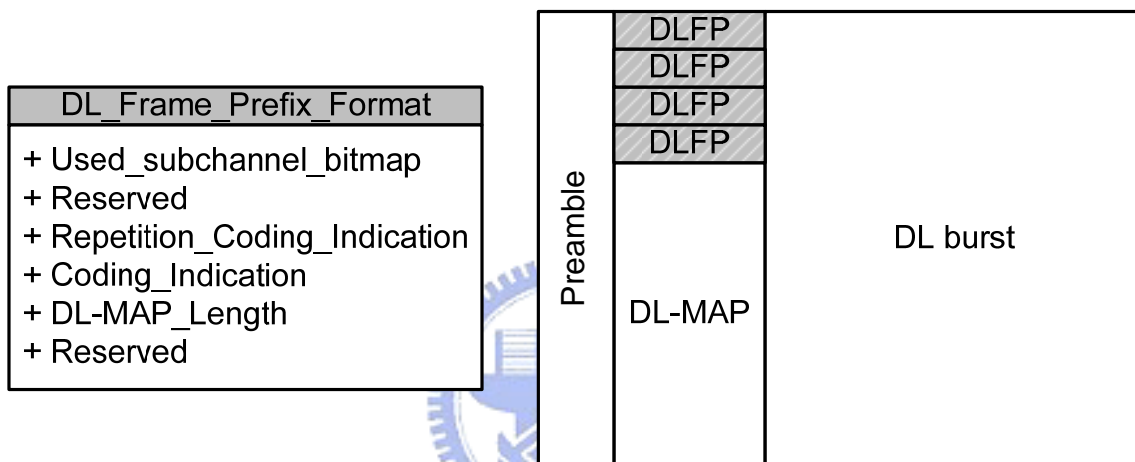 DL_Frame_Prefix_Format
+ Used_subchannel_bitmap
+ Reserved
+ Repetition_Coding_Indication
+ Coding_Indication
+ DL-MAP_Length
+ Reserved
Preamble
DLFP
DLFP
DLFP
DLFP
DL-MAP
DL burst